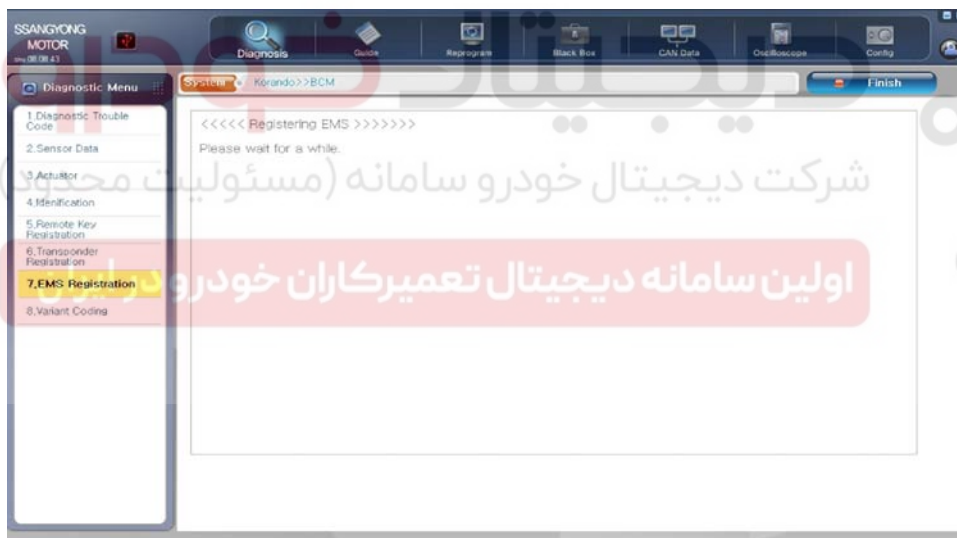 SSANGYONG
MOTOR
Diagnosis
Guide
Reprogram
Black Box
CAN Data
Oscilloscope
Config
Diagnostic Menu
System
Korando>>BCM
Finish
1.Diagnostic Trouble
Code
2.Sensor Data
3.Actuator
4.Idenification
5.Remote Key
Registration
6.Transponder
Registration
7.EMS Registration
8.Variant Coding
<<<<< Registering EMS >>>>>>>
Please wait for a while.
دیجیتال خودرو
شرکت دیجیتال خودرو سامانه (مسئولیت محدود)
اولین سامانه دیجیتال تعمیرکاران خودرو در ایران